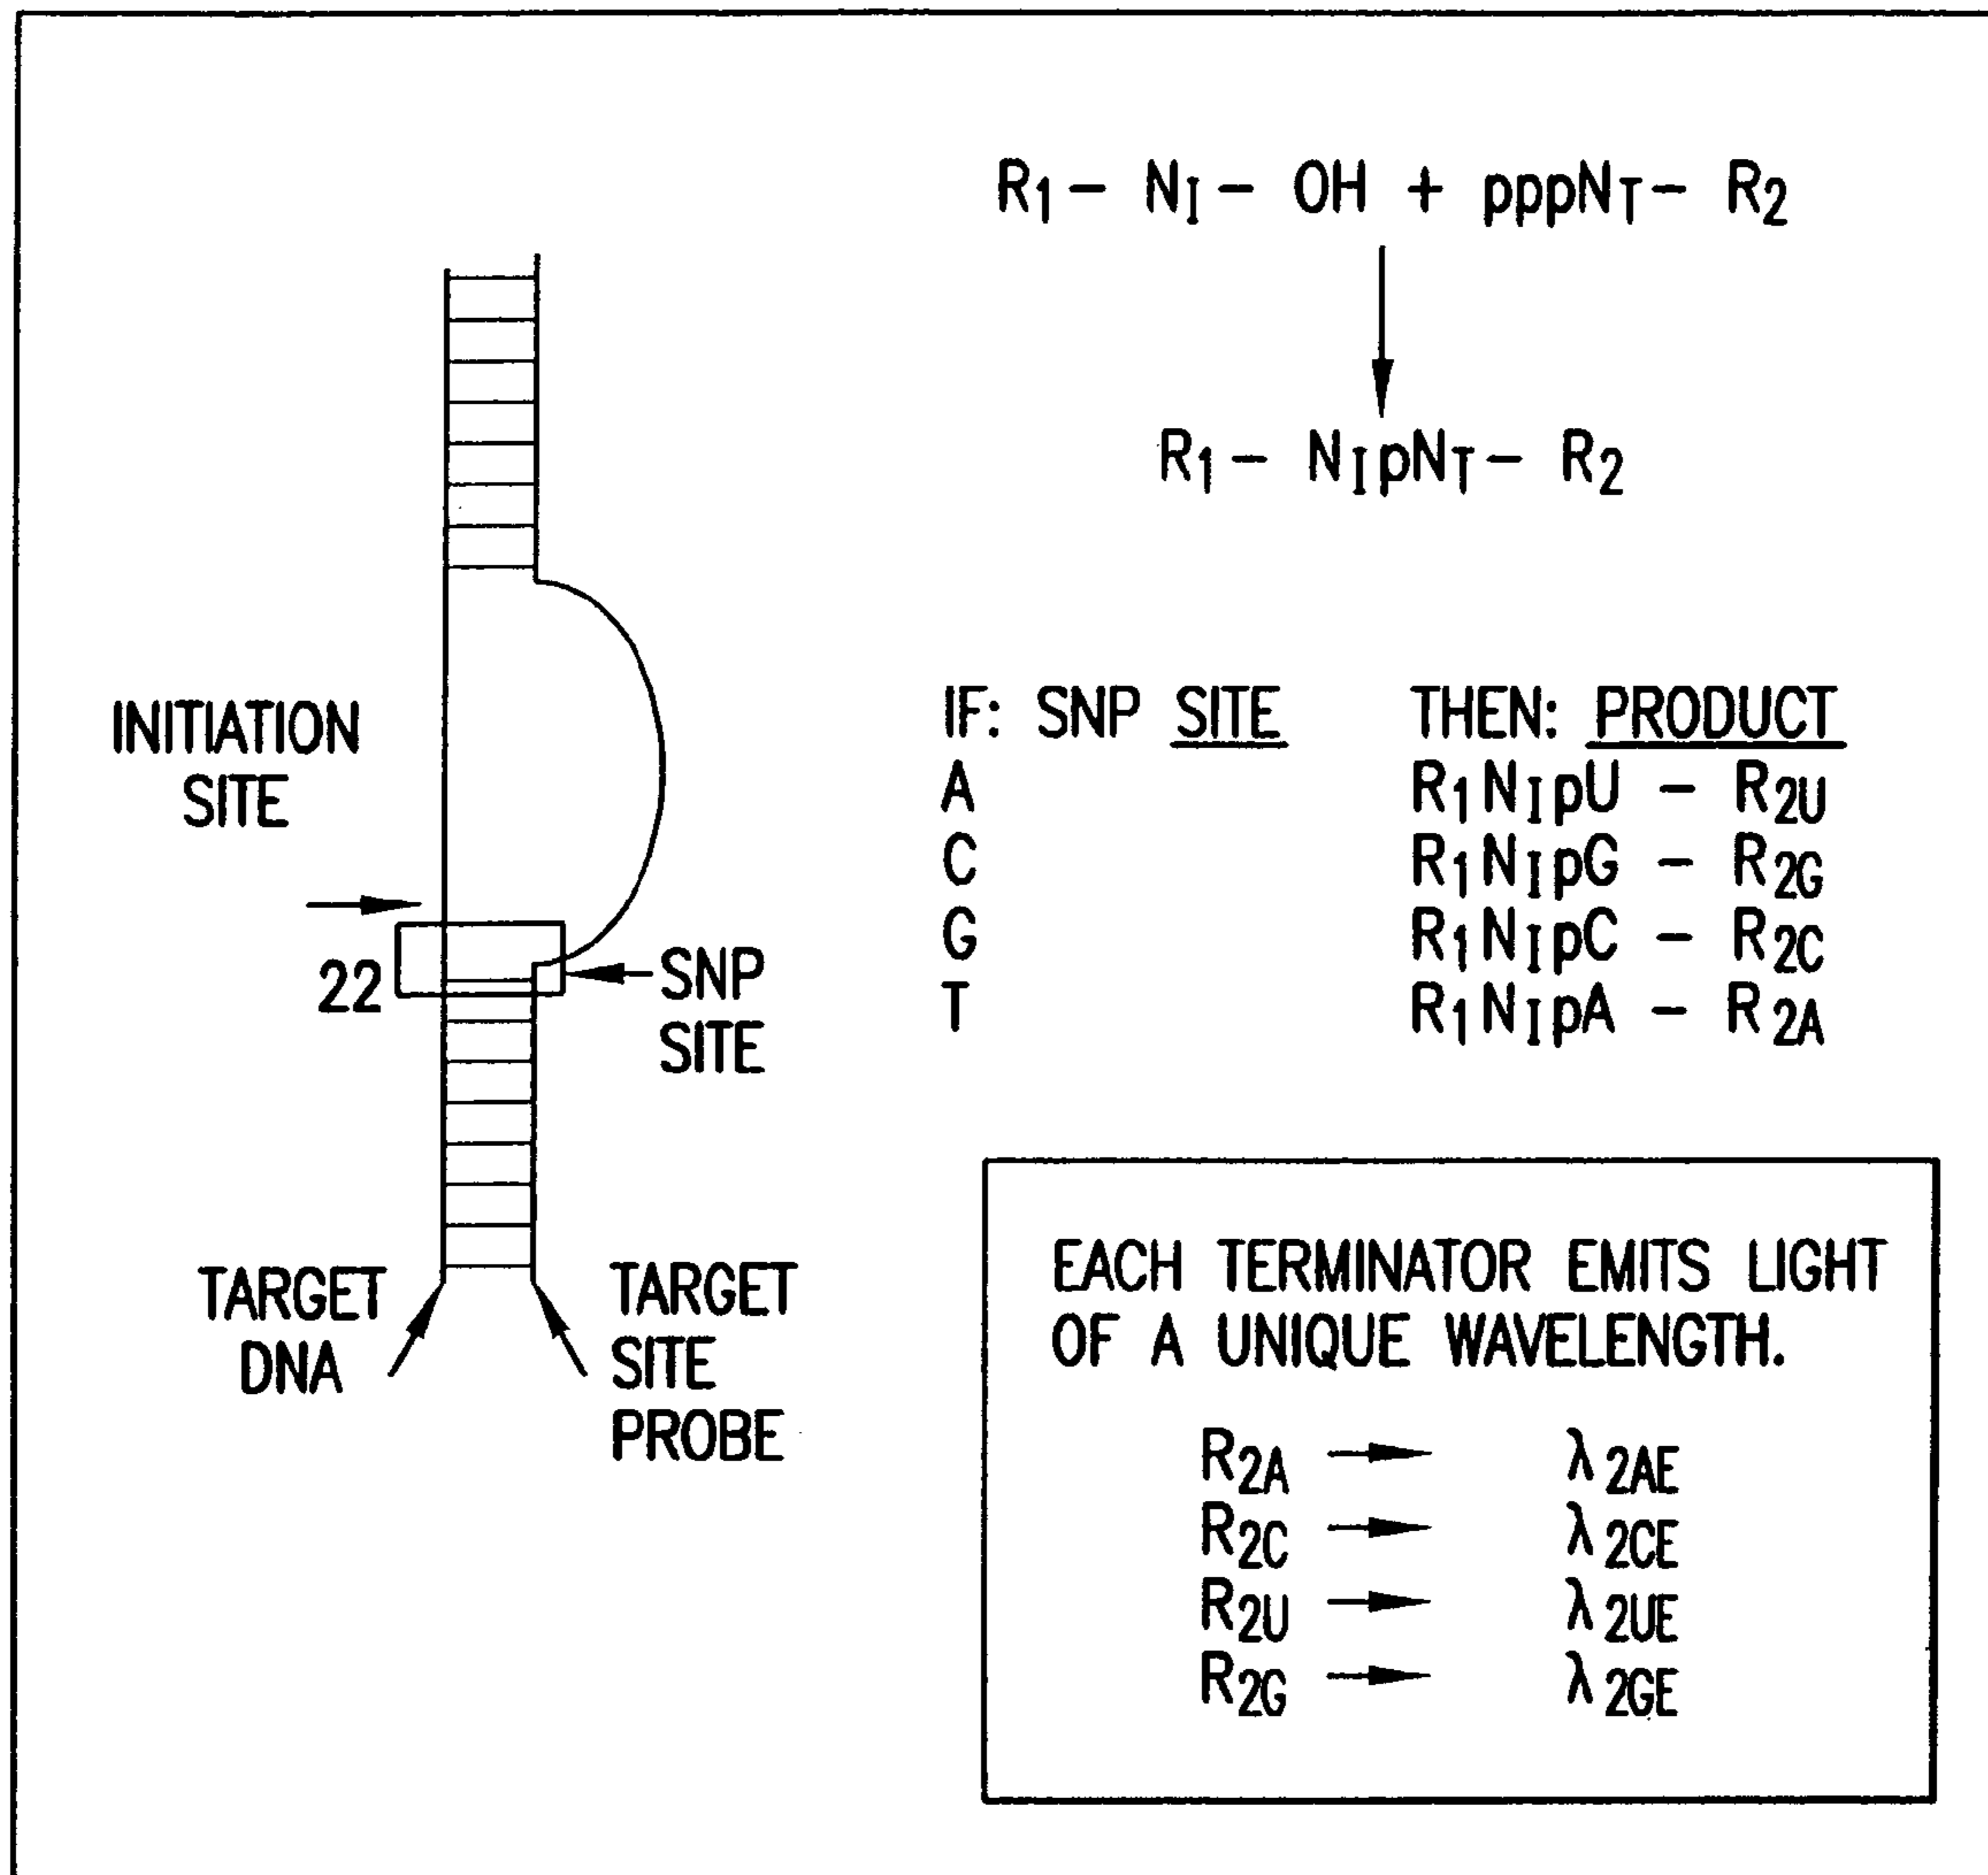 R1 – NI – OH + pppNT – R2
R1 – NIpNT – R2
INITIATION
SITE
22
SNP
SITE
TARGET
DNA
TARGET
SITE
PROBE
IF: SNP SITE THEN: PRODUCT
A R1NIpU – R2U
C R1NIpG – R2G
G R1NIpC – R2C
T R1NIpA – R2A
EACH TERMINATOR EMITS LIGHT
OF A UNIQUE WAVELENGTH.
R2A → λ2AE
R2C → λ2CE
R2U → λ2UE
R2G → λ2GE